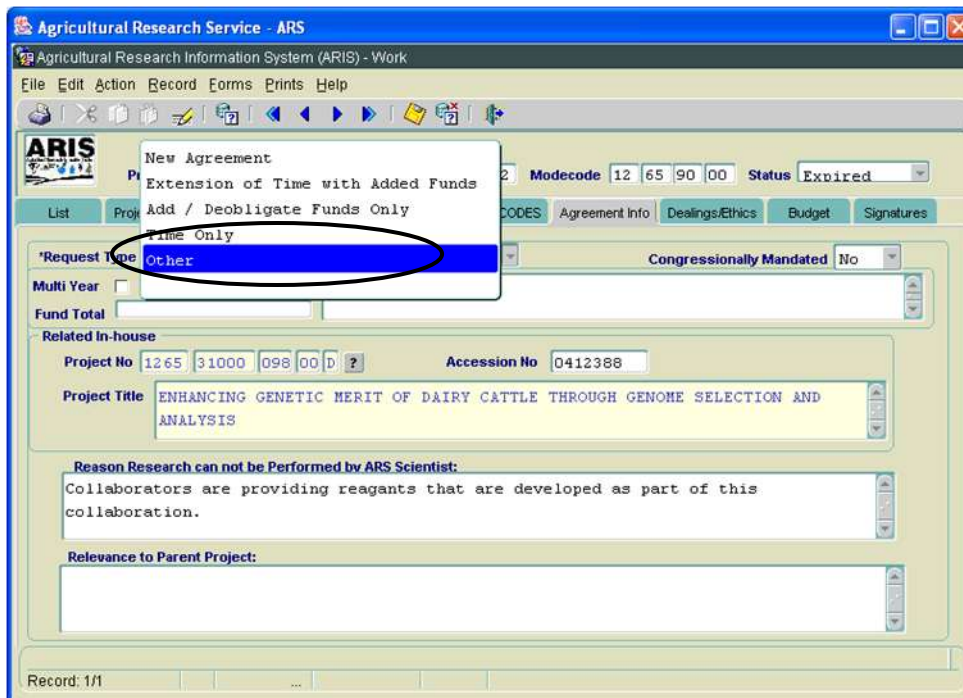 Agricultural Research Service - ARS
Agricultural Research Information System (ARIS) - Work
File Edit Action Record Forms Prints Help
ARIS
New Agreement
Extension of Time with Added Funds
Add / Deobligate Funds Only
Time Only
Other
2 Modecode 12 65 90 00 Status Expired
List CODES Agreement Info Dealings/Ethics Budget Signatures
*Request Type Congressionally Mandated No
Multi Year
Fund Total
Related In-house
Project No 1265 31000 098 00 D ? Accession No 0412388
Project Title ENHANCING GENETIC MERIT OF DAIRY CATTLE THROUGH GENOME SELECTION AND
ANALYSIS
Reason Research can not be Performed by ARS Scientist:
Collaborators are providing reagants that are developed as part of this
collaboration.
Relevance to Parent Project:
Record: 1/1 ...